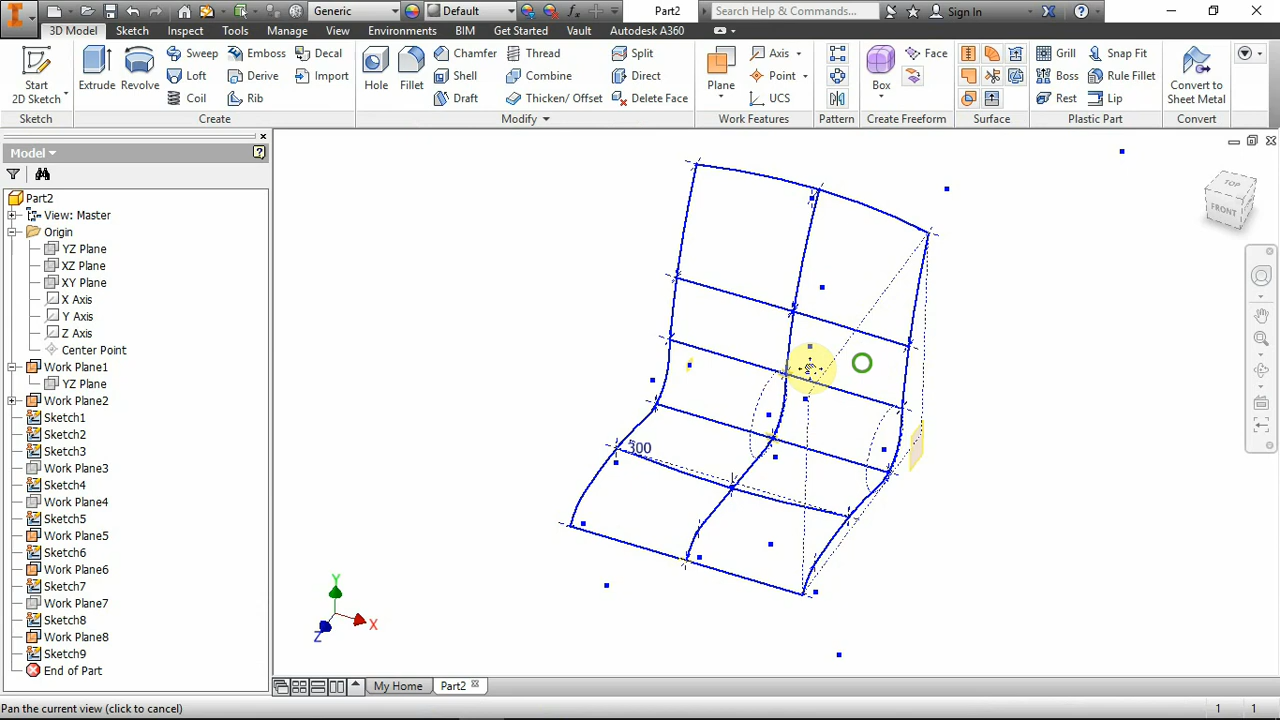 Generic
Default
Part2
Search Help & Commands...
Sign In
3D Model
Sketch
Inspect
Tools
Manage
View
Environments
BIM
Get Started
Vault
Autodesk A360
Start
2D Sketch
Extrude
Revolve
Sweep
Loft
Coil
Emboss
Derive
Rib
Decal
Import
Hole
Fillet
Chamfer
Shell
Draft
Thread
Combine
Thicken/ Offset
Split
Direct
Delete Face
Plane
Axis
Point
UCS
Box
Face
Grill
Boss
Rest
Snap Fit
Rule Fillet
Lip
Convert to
Sheet Metal
Sketch
Create
Modify
Work Features
Pattern
Create Freeform
Surface
Plastic Part
Convert
Model
Part2
View: Master
Origin
YZ Plane
XZ Plane
XY Plane
X Axis
Y Axis
Z Axis
Center Point
Work Plane1
YZ Plane
Work Plane2
Sketch1
Sketch2
Sketch3
Work Plane3
Sketch4
Work Plane4
Sketch5
Work Plane5
Sketch6
Work Plane6
Sketch7
Work Plane7
Sketch8
Work Plane8
Sketch9
End of Part
300
TOP
FRONT
Y
X
Z
My Home
Part2
Pan the current view (click to cancel)
1
1